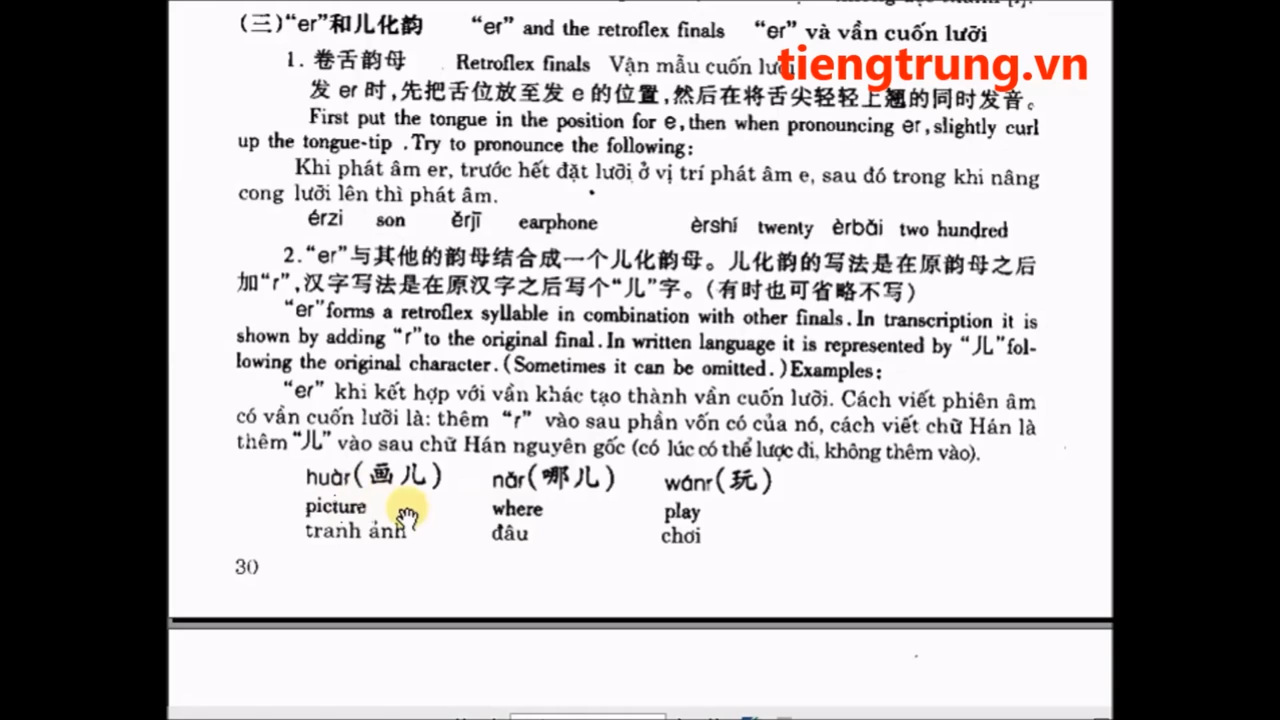 (三)“er”和儿化韵 “er” and the retroflex finals “er” và vần cuốn lưỡi
1. 卷舌韵母 Retroflex finals Vận mẫu cuốn lưỡi
tiengtrung.vn
发 er 时,先把舌位放至发 e 的位置,然后在将舌尖轻轻上翘的同时发音。
First put the tongue in the position for e, then when pronouncing er, slightly curl
up the tongue-tip. Try to pronounce the following:
Khi phát âm er, trước hết đặt lưỡi ở vị trí phát âm e, sau đó trong khi nâng
cong lưỡi lên thì phát âm.
érzi son ěrjī earphone èrshí twenty èrbǎi two hundred
2. “er”与其他的韵母结合成一个儿化韵母。儿化韵的写法是在原韵母之后
加“r”,汉字写法是在原汉字之后写个“儿”字。(有时也可省略不写)
“er” forms a retroflex syllable in combination with other finals. In transcription it is
shown by adding “r” to the original final. In written language it is represented by “儿” fol-
lowing the original character. (Sometimes it can be omitted.) Examples:
“er” khi kết hợp với vần khác tạo thành vần cuốn lưỡi. Cách viết phiên âm
có vần cuốn lưỡi là: thêm “r” vào sau phần vốn có của nó, cách viết chữ Hán là
thêm “儿” vào sau chữ Hán nguyên gốc (có lúc có thể lược đi, không thêm vào).
huàr(画儿) nǎr(哪儿) wánr(玩)
picture where play
tranh ảnh đâu chơi
30